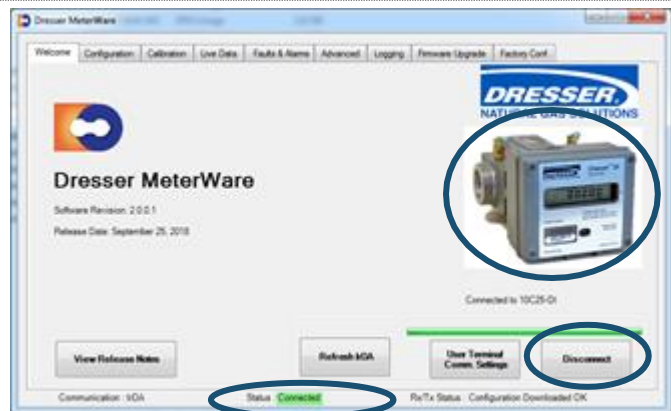 Dresser MeterWare
Welcome Configuration Calibration Live Data Faults & Alarms Advanced Logging Firmware Upgrade Factory Conf.
DRESSER
NATURAL GAS SOLUTIONS
DRESSER
Dresser MeterWare
Software Revision: 2.0.0.1
Release Date: September 25, 2018
Connected to 10C25-DI
View Release Notes
Refresh IrDA
User Terminal
Comm. Settings
Disconnect
Communication : IrDA
Status : Connected
Rx/Tx Status : Configuration Downloaded OK